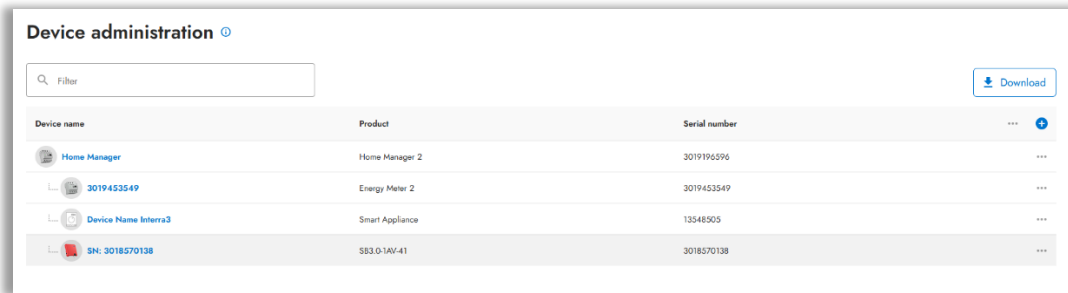 Device administration
Filter
Download
Device name Product Serial number
Home Manager Home Manager 2 3019196596
3019453549 Energy Meter 2 3019453549
Device Name Interra3 Smart Appliance 13548505
SN: 3018570138 SB3.0-1AV-41 3018570138